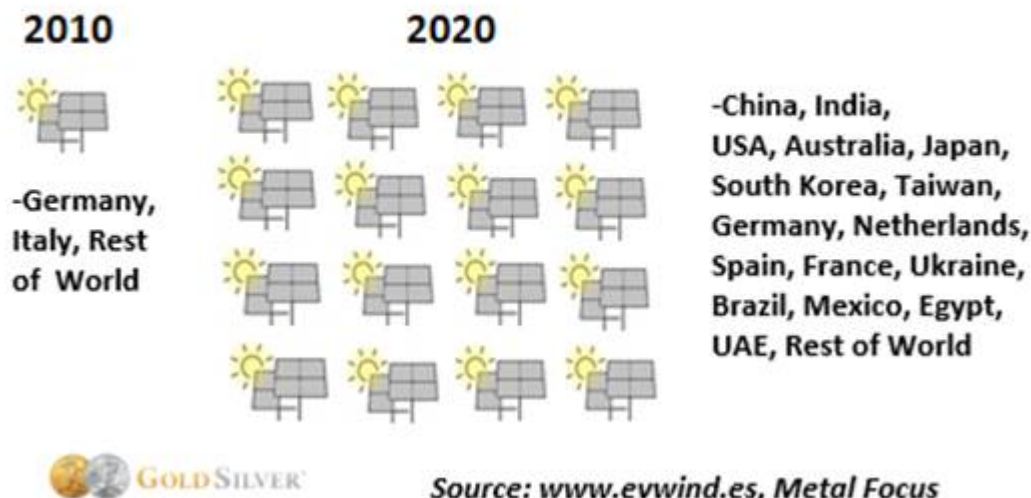 2010
2020
-Germany,
Italy, Rest
of World
-China, India,
USA, Australia, Japan,
South Korea, Taiwan,
Germany, Netherlands,
Spain, France, Ukraine,
Brazil, Mexico, Egypt,
UAE, Rest of World
GOLDSILVER
Source: www.evwind.es, Metal Focus